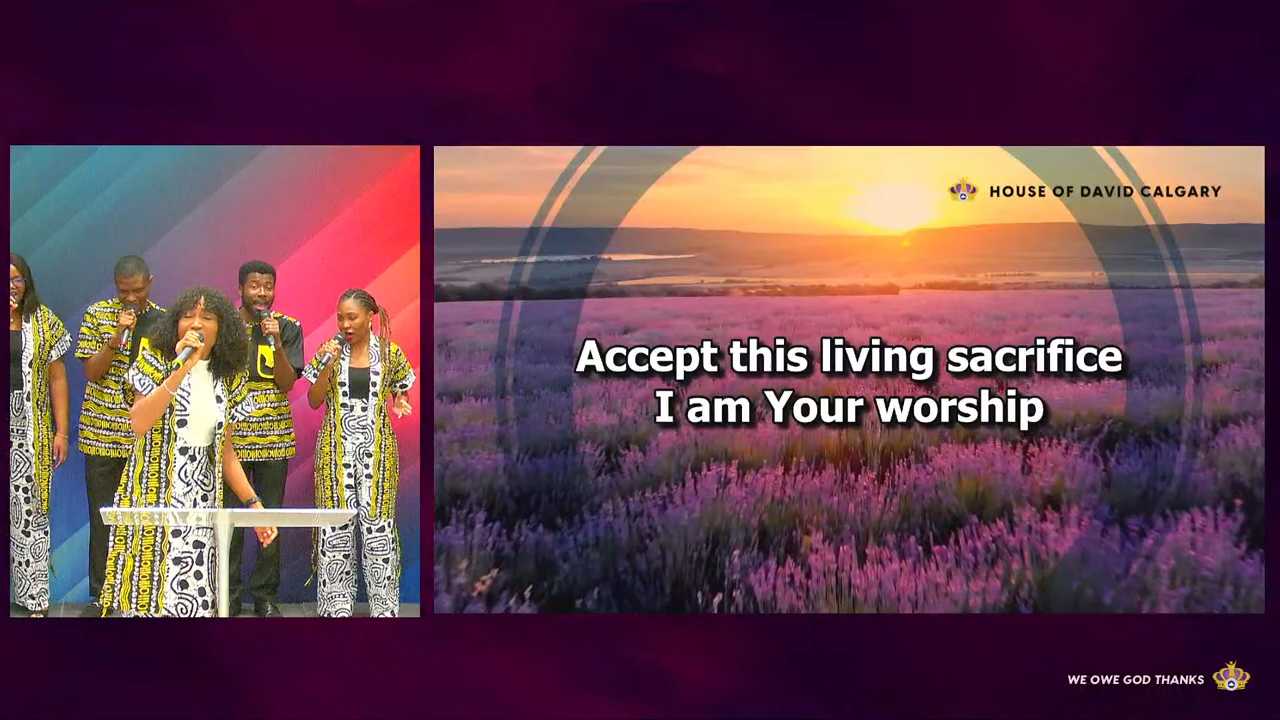 HOUSE OF DAVID CALGARY
Accept this living sacrifice
I am Your worship
WE OWE GOD THANKS